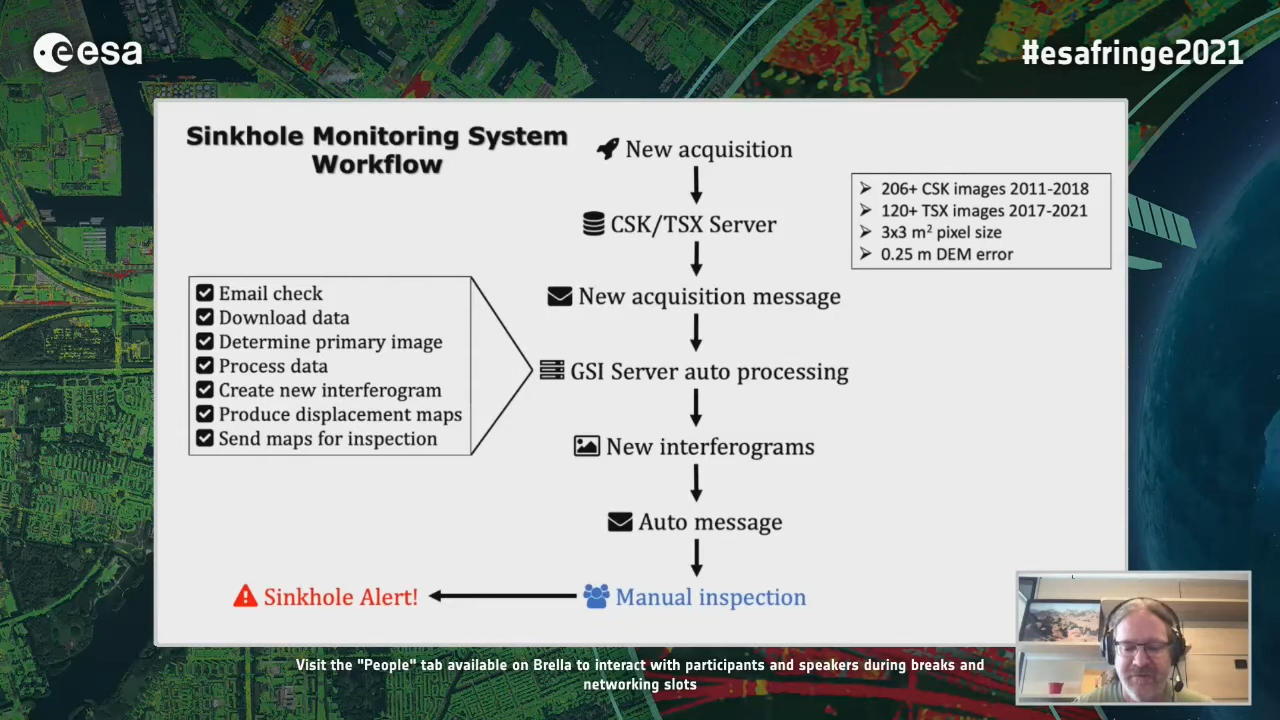 esa
#esafringe2021
Sinkhole Monitoring System
Workflow
New acquisition
CSK/TSX Server
New acquisition message
GSI Server auto processing
New interferograms
Auto message
Manual inspection
Sinkhole Alert!
➢ 206+ CSK images 2011-2018
➢ 120+ TSX images 2017-2021
➢ 3x3 m² pixel size
➢ 0.25 m DEM error
Email check
Download data
Determine primary image
Process data
Create new interferogram
Produce displacement maps
Send maps for inspection
Visit the "People" tab available on Brella to interact with participants and speakers during breaks and
networking slots